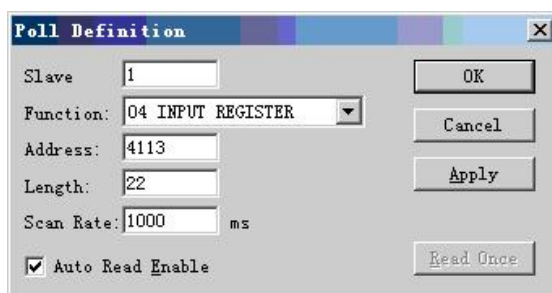 Poll Definition
Slave 1
OK
Function: 04 INPUT REGISTER
Cancel
Address: 4113
Apply
Length: 22
Scan Rate: 1000 ms
Auto Read Enable
Read Once